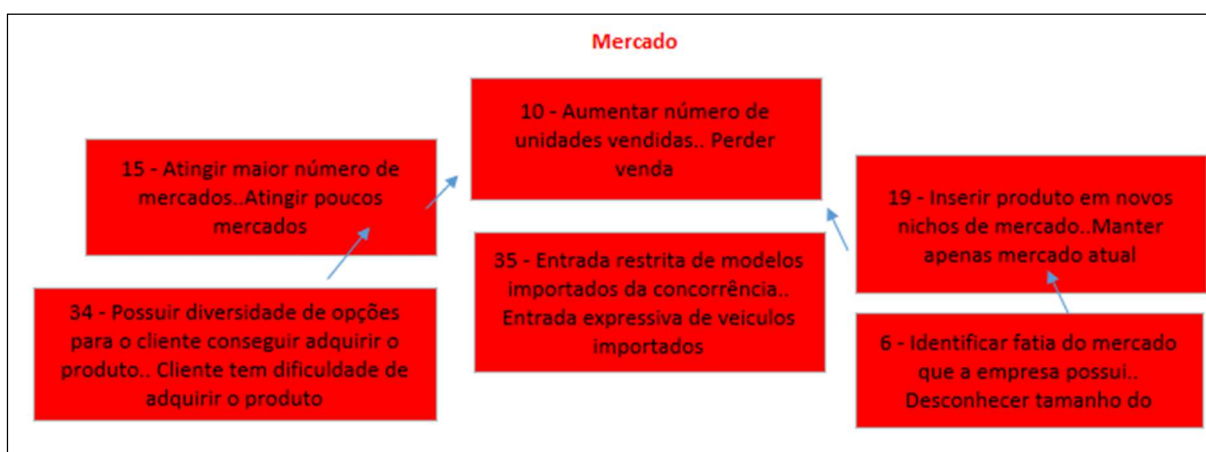 Mercado
10 - Aumentar número de
unidades vendidas.. Perder
venda
15 - Atingir maior número de
mercados..Atingir poucos
mercados
19 - Inserir produto em novos
nichos de mercado..Manter
apenas mercado atual
35 - Entrada restrita de modelos
importados da concorrência..
Entrada expressiva de veiculos
importados
34 - Possuir diversidade de opções
para o cliente conseguir adquirir o
produto.. Cliente tem dificuldade de
adquirir o produto
6 - Identificar fatia do mercado
que a empresa possui..
Desconhecer tamanho do